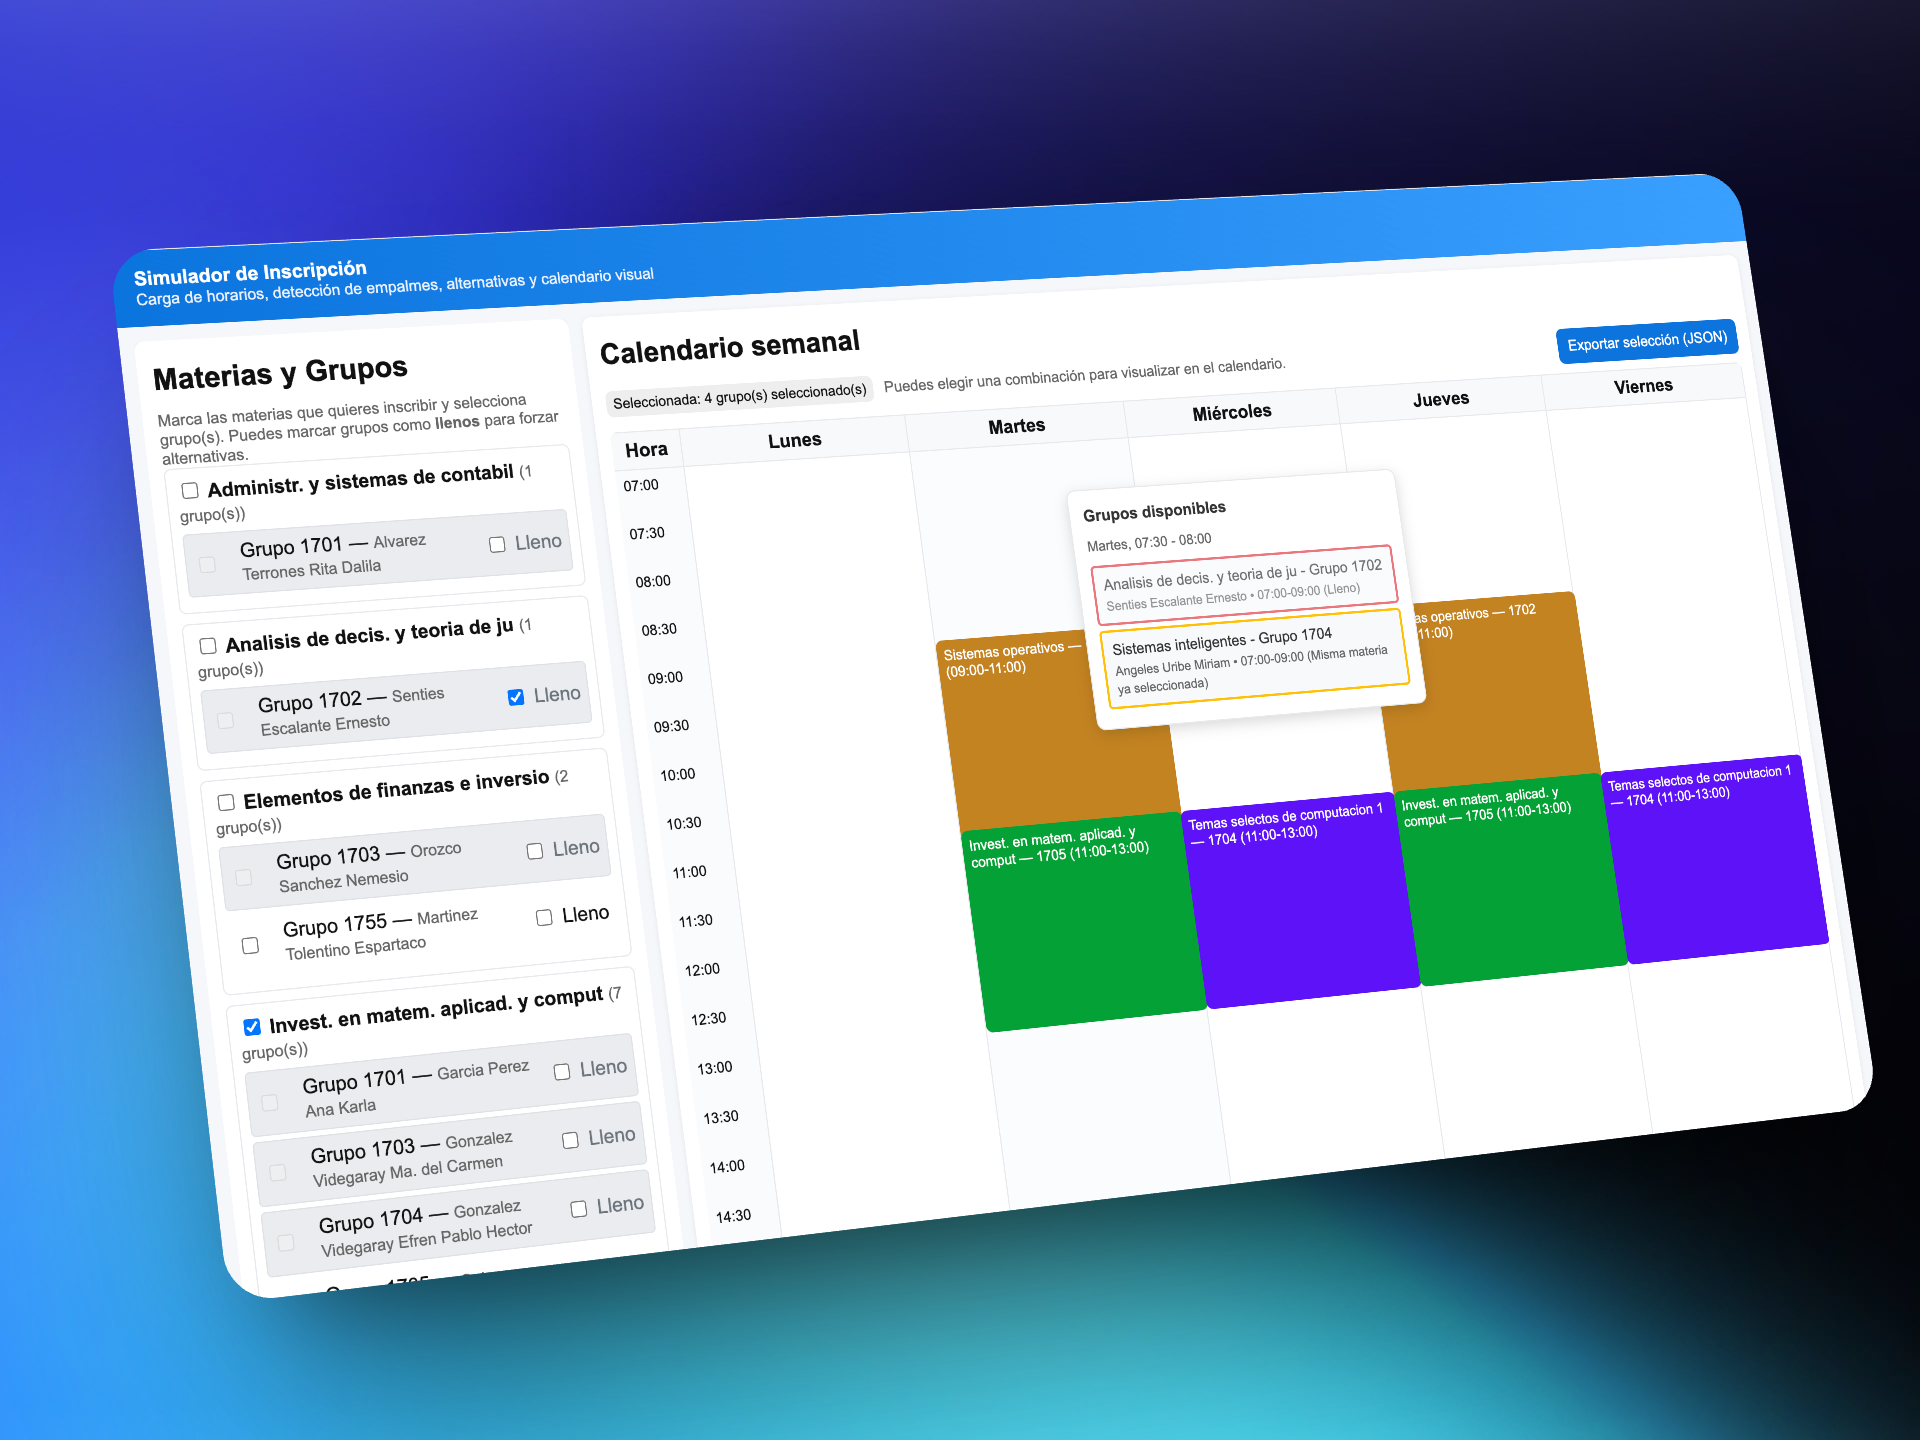 Simulador de Inscripción
Carga de horarios, detección de empalmes, alternativas y calendario visual
Materias y Grupos
Marca las materias que quieres inscribir y selecciona
grupo(s). Puedes marcar grupos como llenos para forzar
alternativas.
Administr. y sistemas de contabil (1
grupo(s))
Grupo 1701 — Alvarez
Terrones Rita Dalila
Lleno
Analisis de decis. y teoria de ju (1
grupo(s))
Grupo 1702 — Senties
Escalante Ernesto
Lleno
Elementos de finanzas e inversio (2
grupo(s))
Grupo 1703 — Orozco
Sanchez Nemesio
Lleno
Grupo 1755 — Martinez
Tolentino Espartaco
Lleno
Invest. en matem. aplicad. y comput (7
grupo(s))
Grupo 1701 — Garcia Perez
Ana Karla
Lleno
Grupo 1703 — Gonzalez
Videgaray Ma. del Carmen
Lleno
Grupo 1704 — Gonzalez
Videgaray Efren Pablo Hector
Lleno
Calendario semanal
Seleccionada: 4 grupo(s) seleccionado(s)
Puedes elegir una combinación para visualizar en el calendario.
Exportar selección (JSON)
Hora
Lunes
Martes
Miércoles
Jueves
Viernes
07:00
07:30
08:00
08:30
09:00
09:30
10:00
10:30
11:00
11:30
12:00
12:30
13:00
13:30
14:00
14:30
Grupos disponibles
Martes, 07:30 - 08:00
Analisis de decis. y teoria de ju - Grupo 1702
Senties Escalante Ernesto • 07:00-09:00 (Lleno)
Sistemas inteligentes - Grupo 1704
Angeles Uribe Miriam • 07:00-09:00 (Misma materia
ya seleccionada)
Sistemas operativos —
(09:00-11:00)
as operativos — 1702
11:00)
Invest. en matem. aplicad. y
comput — 1705 (11:00-13:00)
Temas selectos de computacion 1
— 1704 (11:00-13:00)
Invest. en matem. aplicad. y
comput — 1705 (11:00-13:00)
Temas selectos de computacion 1
— 1704 (11:00-13:00)